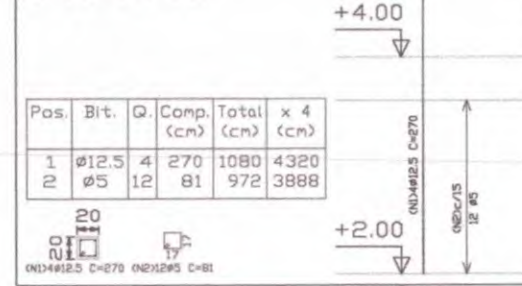 +4.00
Pos. Bit. Q. Comp. (cm) Total (cm) x 4 (cm)
1 ø12.5 4 270 1080 4320
2 ø5 12 81 972 3888
20
20
(N1)4ø12.5 C=270 (N2)12ø5 C=81
17
17
+2.00
(N1)4ø12.5 C=270
(N2)c/15
12 ø5